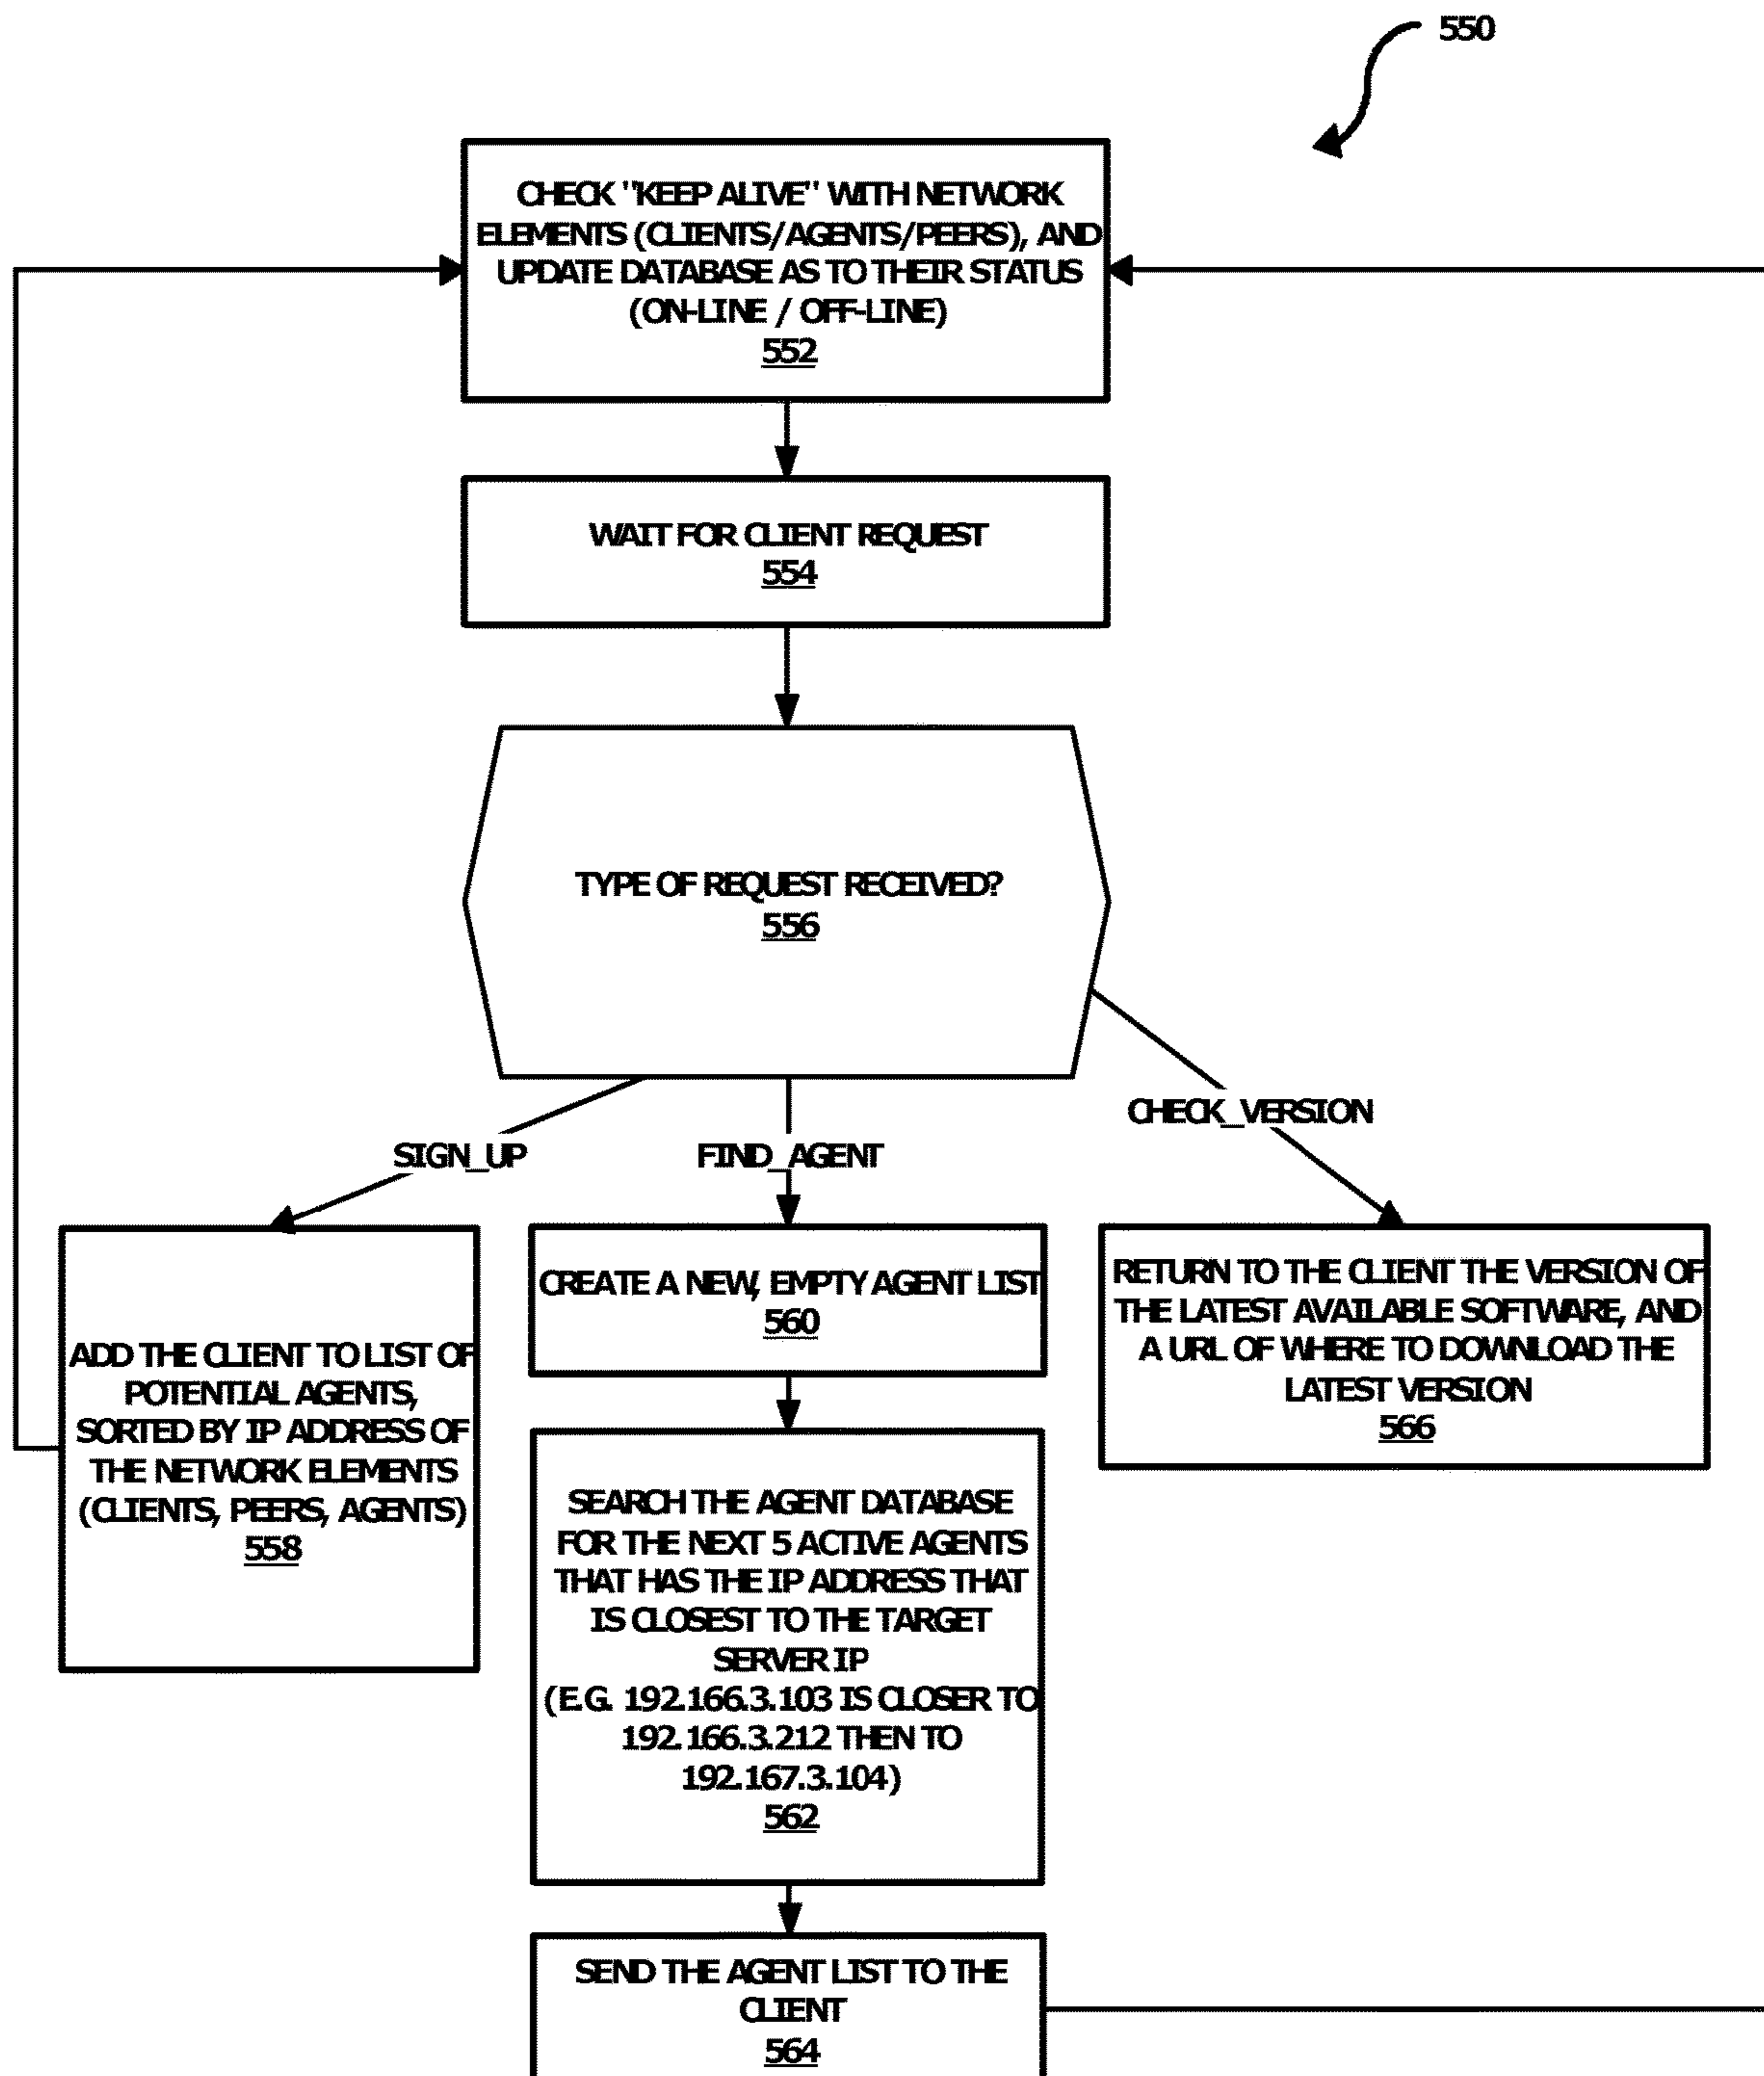 550
CHECK "KEEP ALIVE" WITH NETWORK
ELEMENTS (CLIENTS/AGENTS/PEERS), AND
UPDATE DATABASE AS TO THEIR STATUS
(ON-LINE / OFF-LINE)
552
WAIT FOR CLIENT REQUEST
554
TYPE OF REQUEST RECEIVED?
556
CHECK_VERSION
SIGN_UP
FIND_AGENT
ADD THE CLIENT TO LIST OF
POTENTIAL AGENTS,
SORTED BY IP ADDRESS OF
THE NETWORK ELEMENTS
(CLIENTS, PEERS, AGENTS)
558
CREATE A NEW, EMPTY AGENT LIST
560
SEARCH THE AGENT DATABASE
FOR THE NEXT 5 ACTIVE AGENTS
THAT HAS THE IP ADDRESS THAT
IS CLOSEST TO THE TARGET
SERVER IP
(E.G. 192.166.3.103 IS CLOSER TO
192.166.3.212 THEN TO
192.167.3.104)
562
SEND THE AGENT LIST TO THE
CLIENT
564
RETURN TO THE CLIENT THE VERSION OF
THE LATEST AVAILABLE SOFTWARE, AND
A URL OF WHERE TO DOWNLOAD THE
LATEST VERSION
566